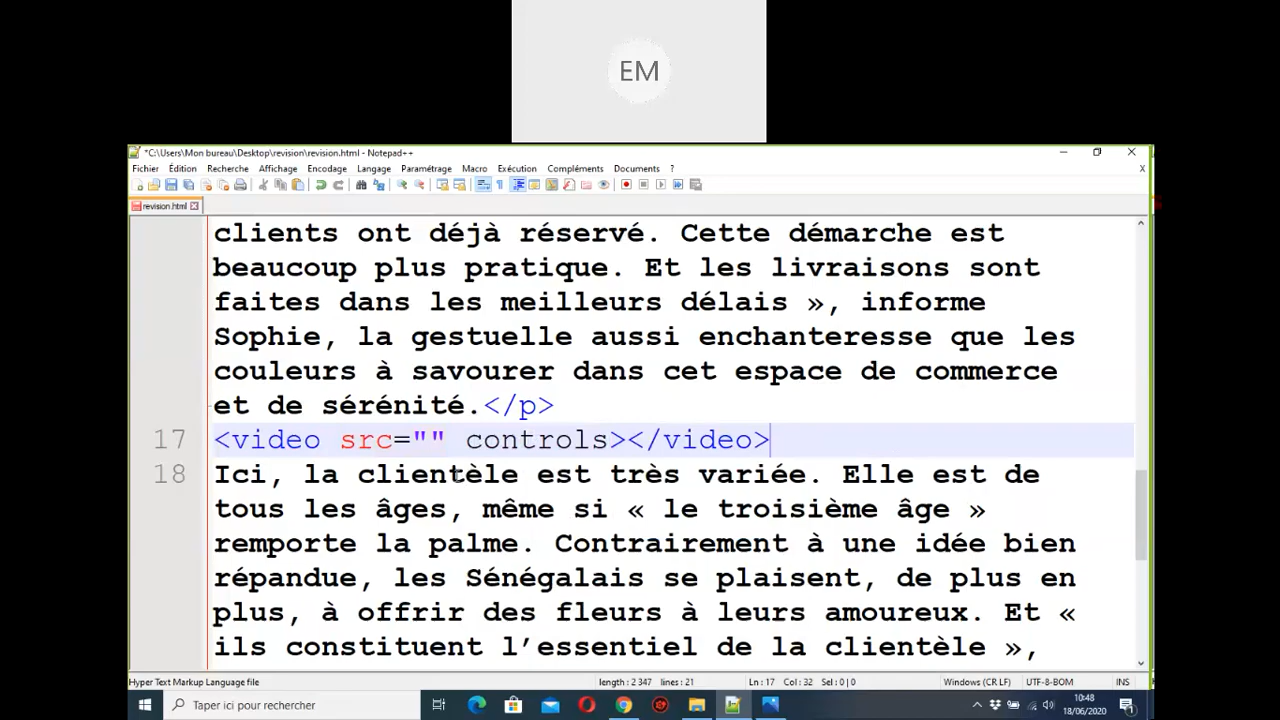 EM
*C:\Users\Mon bureau\Desktop\revision\revision.html - Notepad++
Fichier Édition Recherche Affichage Encodage Langage Paramétrage Macro Exécution Compléments Documents ? X
revision.html
clients ont déjà réservé. Cette démarche est
beaucoup plus pratique. Et les livraisons sont
faites dans les meilleurs délais », informe
Sophie, la gestuelle aussi enchanteresse que les
couleurs à savourer dans cet espace de commerce
et de sérénité.</p>
17 <video src="" controls></video>
18 Ici, la clientèle est très variée. Elle est de
tous les âges, même si « le troisième âge »
remporte la palme. Contrairement à une idée bien
répandue, les Sénégalais se plaisent, de plus en
plus, à offrir des fleurs à leurs amoureux. Et «
ils constituent l’essentiel de la clientèle »,
Hyper Text Markup Language file length : 2 347 lines : 21 Ln : 17 Col : 32 Sel : 0 | 0 Windows (CR LF) UTF-8-BOM INS
Taper ici pour rechercher
10:48
18/06/2020